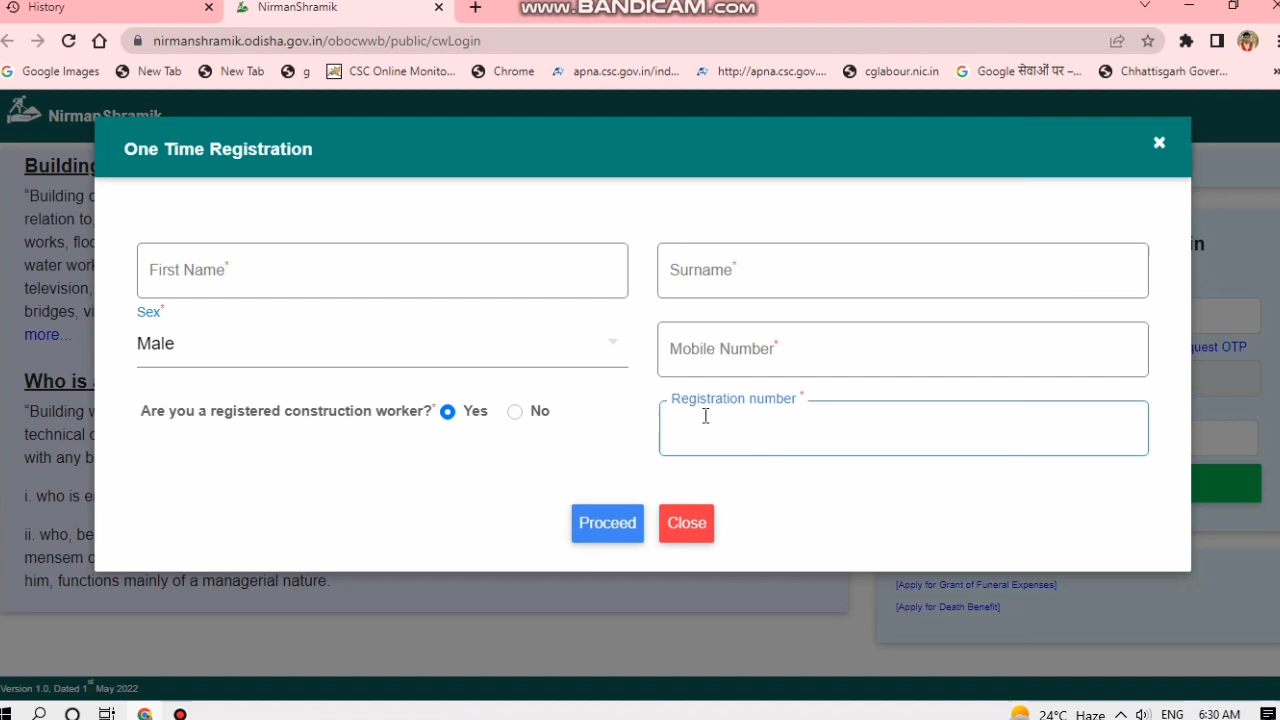 History
NirmanShramik
www.BANDICAM.com
nirmanshramik.odisha.gov.in/obocwwb/public/cwLogin
Google Images
New Tab
New Tab
g
CSC Online Monito...
Chrome
apna.csc.gov.in/ind...
http://apna.csc.gov....
cglabour.nic.in
Google सेवाओं पर –...
Chhattisgarh Gover...
NirmanShramik
One Time Registration
Building
“Building
relation to,
works, floo
water work
television,
bridges, vi
more...
First Name*
Surname*
Sex*
Male
Mobile Number*
Are you a registered construction worker?* Yes No
Registration number *
Proceed
Close
in
quest OTP
Who is a
“Building w
technical o
with any b
i. who is e
ii. who, be
mensem o
him, functions mainly of a managerial nature.
[Apply for Grant of Funeral Expenses]
[Apply for Death Benefit]
Version 1.0, Dated 1st May 2022
24°C Haze
ENG
6:30 AM